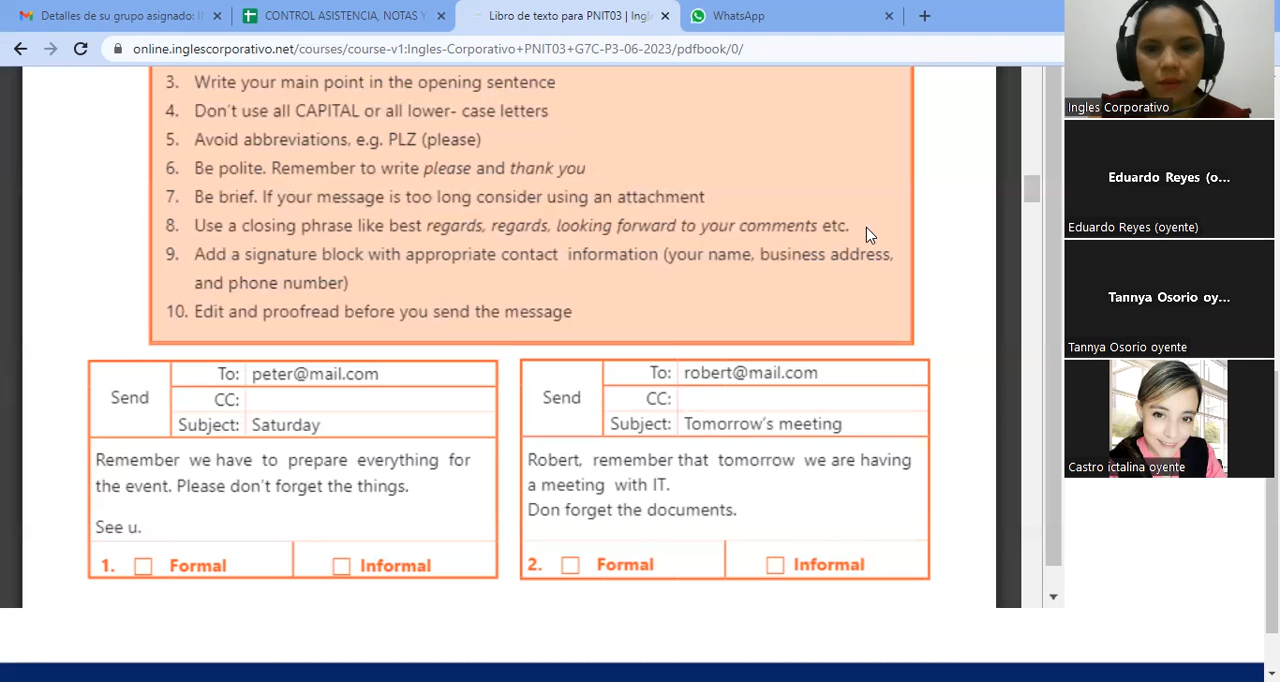 Detalles de su grupo asignado: I
CONTROL ASISTENCIA, NOTAS Y
Libro de texto para PNIT03 | Ingl
WhatsApp
online.inglescorporativo.net/courses/course-v1:Ingles-Corporativo+PNIT03+G7C-P3-06-2023/pdfbook/0/
3. Write your main point in the opening sentence
4. Don't use all CAPITAL or all lower- case letters
5. Avoid abbreviations, e.g. PLZ (please)
6. Be polite. Remember to write please and thank you
7. Be brief. If your message is too long consider using an attachment
8. Use a closing phrase like best regards, regards, looking forward to your comments etc.
9. Add a signature block with appropriate contact information (your name, business address,
and phone number)
10. Edit and proofread before you send the message
Send
To: peter@mail.com
CC:
Subject: Saturday
Remember we have to prepare everything for
the event. Please don't forget the things.
See u.
1. Formal Informal
Send
To: robert@mail.com
CC:
Subject: Tomorrow's meeting
Robert, remember that tomorrow we are having
a meeting with IT.
Don forget the documents.
2. Formal Informal
Ingles Corporativo
Eduardo Reyes (o...
Eduardo Reyes (oyente)
Tannya Osorio oy...
Tannya Osorio oyente
Castro ictalina oyente